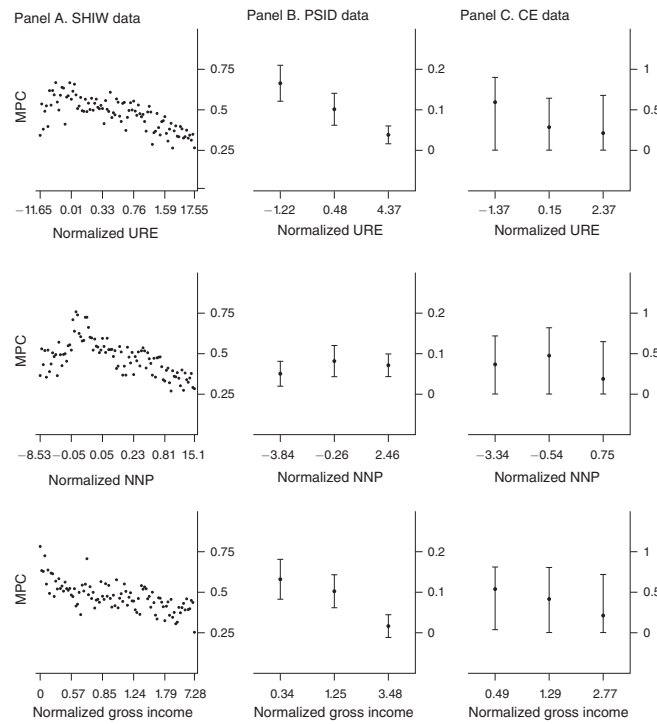 Panel A. SHIW data
Panel B. PSID data
Panel C. CE data
MPC
0.75
0.5
0.25
−11.65 0.01 0.33 0.76 1.59 17.55
Normalized URE
0.2
0.1
0
−1.22 0.48 4.37
Normalized URE
1
0.5
0
−1.37 0.15 2.37
Normalized URE
MPC
0.75
0.5
0.25
−8.53 −0.05 0.05 0.23 0.81 15.1
Normalized NNP
0.2
0.1
0
−3.84 −0.26 2.46
Normalized NNP
1
0.5
0
−3.34 −0.54 0.75
Normalized NNP
MPC
0.75
0.5
0.25
0 0.57 0.85 1.24 1.79 7.28
Normalized gross income
0.2
0.1
0
0.34 1.25 3.48
Normalized gross income
1
0.5
0
0.49 1.29 2.77
Normalized gross income